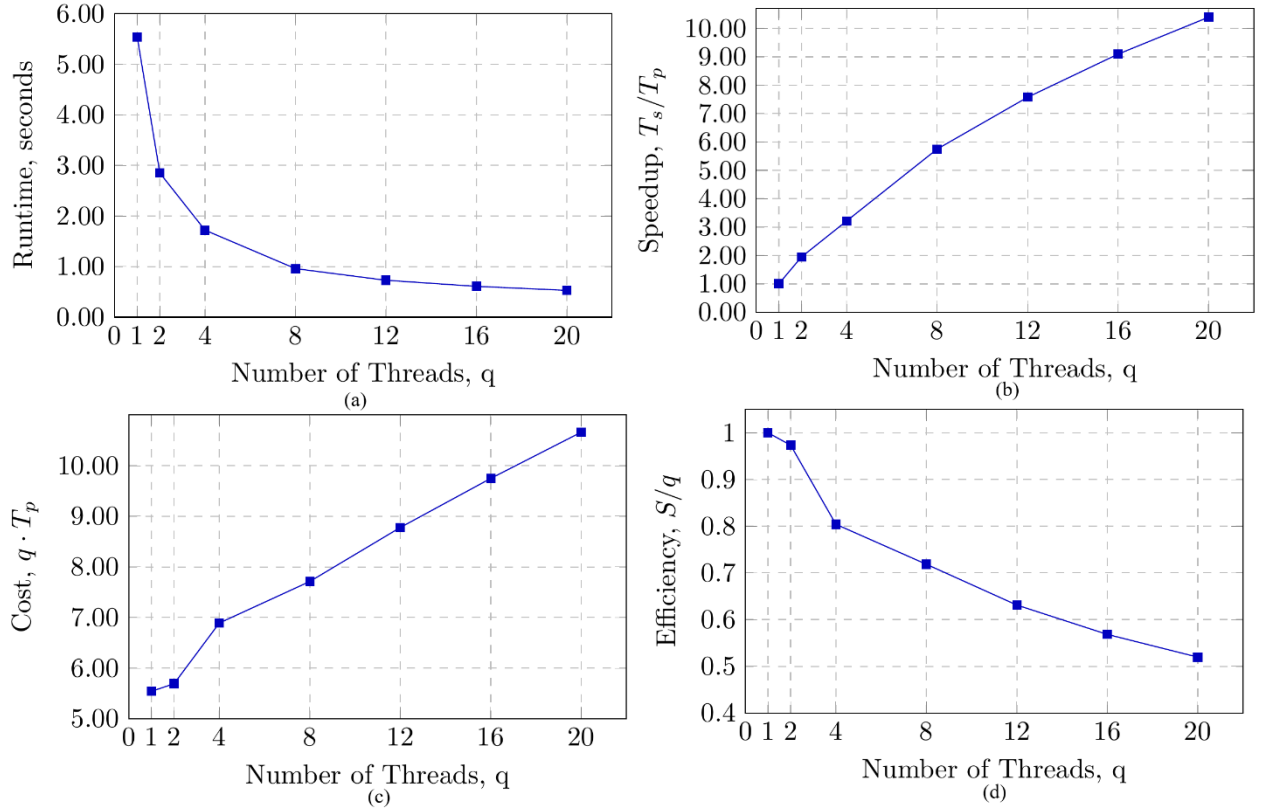 6.00
5.00
4.00
3.00
2.00
1.00
0.00
Runtime, seconds
0 1 2 4 8 12 16 20
Number of Threads, q
(a)
10.00
9.00
8.00
7.00
6.00
5.00
4.00
3.00
2.00
1.00
0.00
Speedup, T_s/T_p
0 1 2 4 8 12 16 20
Number of Threads, q
(b)
10.00
9.00
8.00
7.00
6.00
5.00
Cost, q · T_p
0 1 2 4 8 12 16 20
Number of Threads, q
(c)
1
0.9
0.8
0.7
0.6
0.5
0.4
Efficiency, S/q
0 1 2 4 8 12 16 20
Number of Threads, q
(d)